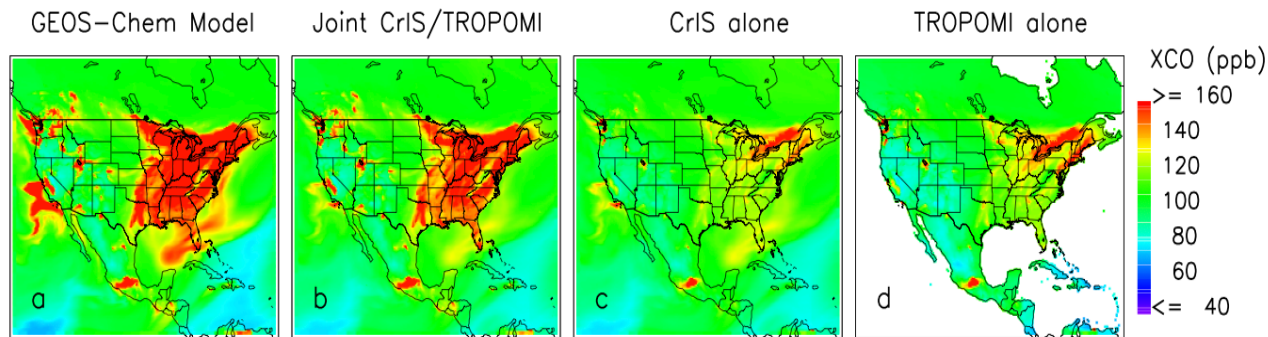 GEOS-Chem Model
Joint CrIS/TROPOMI
CrIS alone
TROPOMI alone
XCO (ppb)
>= 160
140
120
100
80
60
<= 40
a
b
c
d